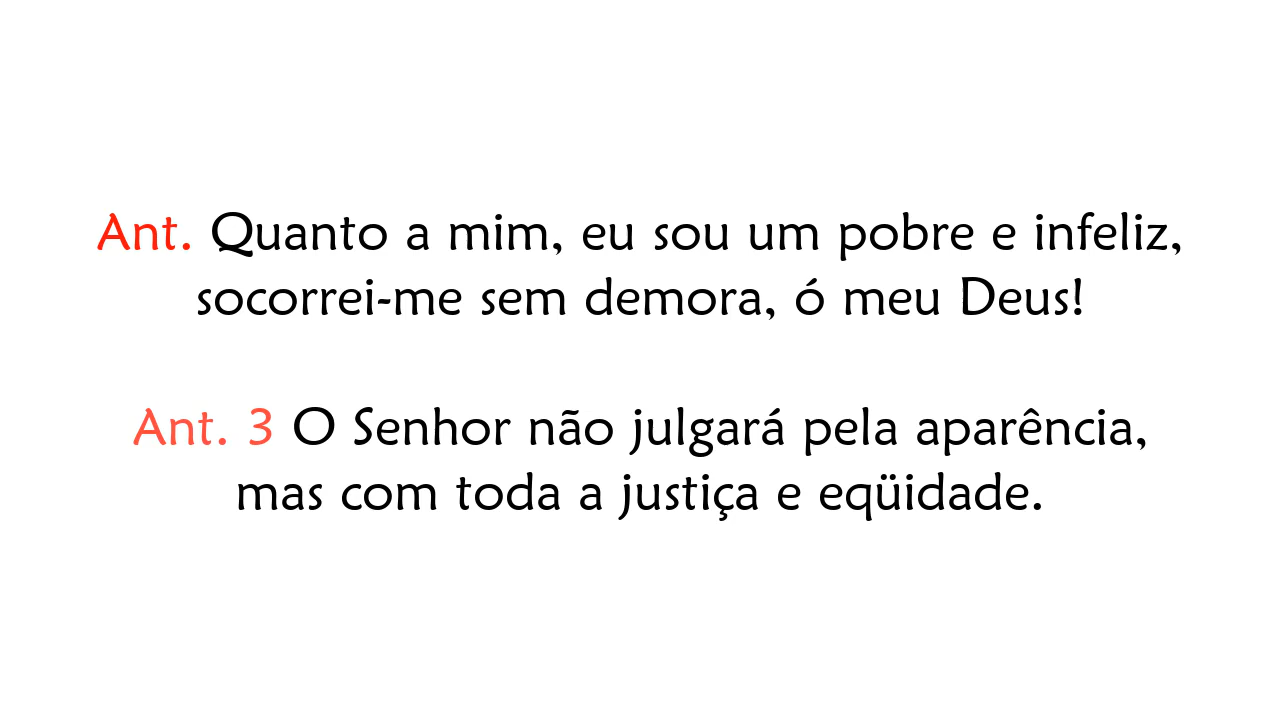 Ant. Quanto a mim, eu sou um pobre e infeliz,
socorrei-me sem demora, ó meu Deus!
Ant. 3 O Senhor não julgará pela aparência,
mas com toda a justiça e eqüidade.